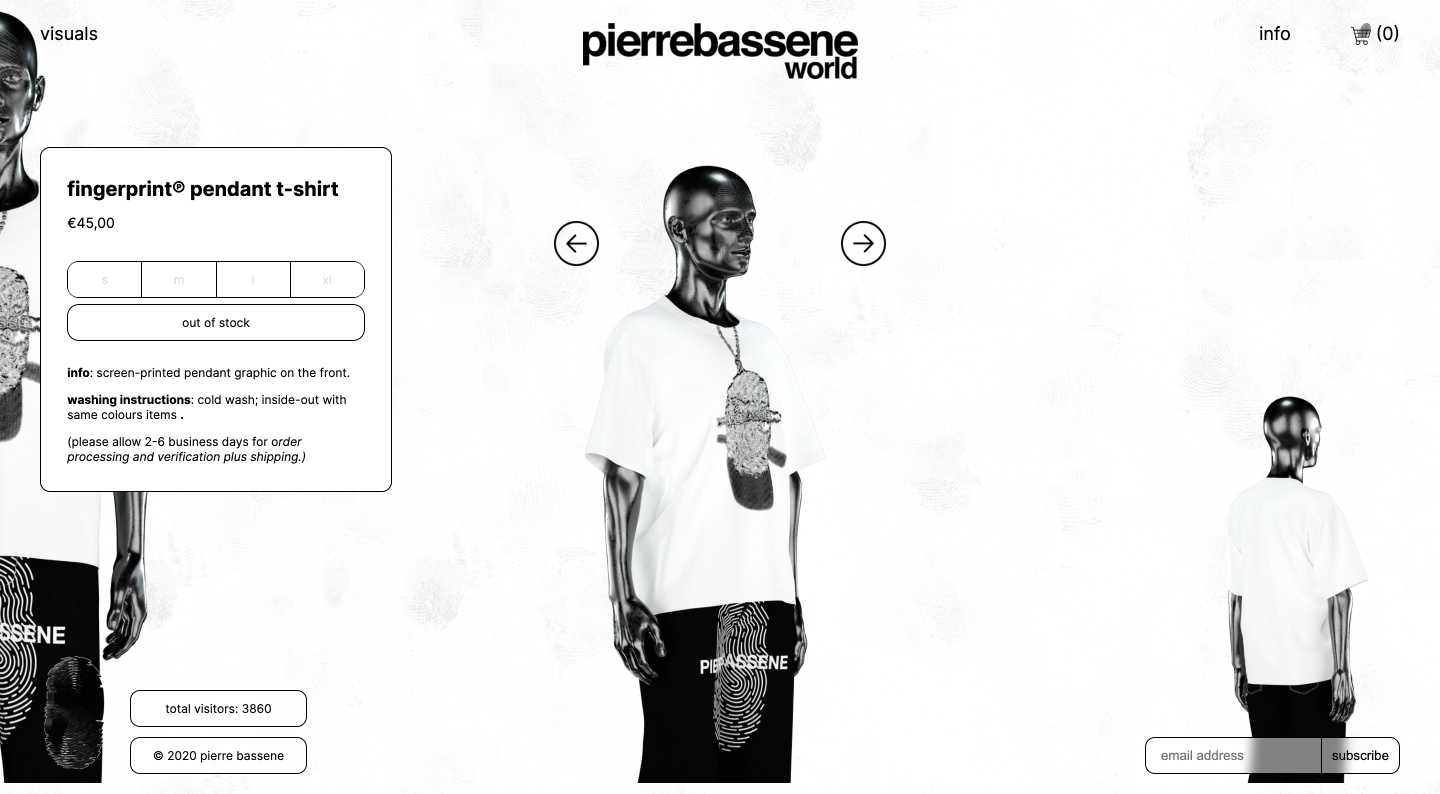 visuals
pierrebassene
world
info
(0)
fingerprint℗ pendant t-shirt
€45,00
s m l xl
out of stock
info: screen-printed pendant graphic on the front.
washing instructions: cold wash; inside-out with
same colours items .
(please allow 2-6 business days for order
processing and verification plus shipping.)
total visitors: 3860
© 2020 pierre bassene
email address
subscribe